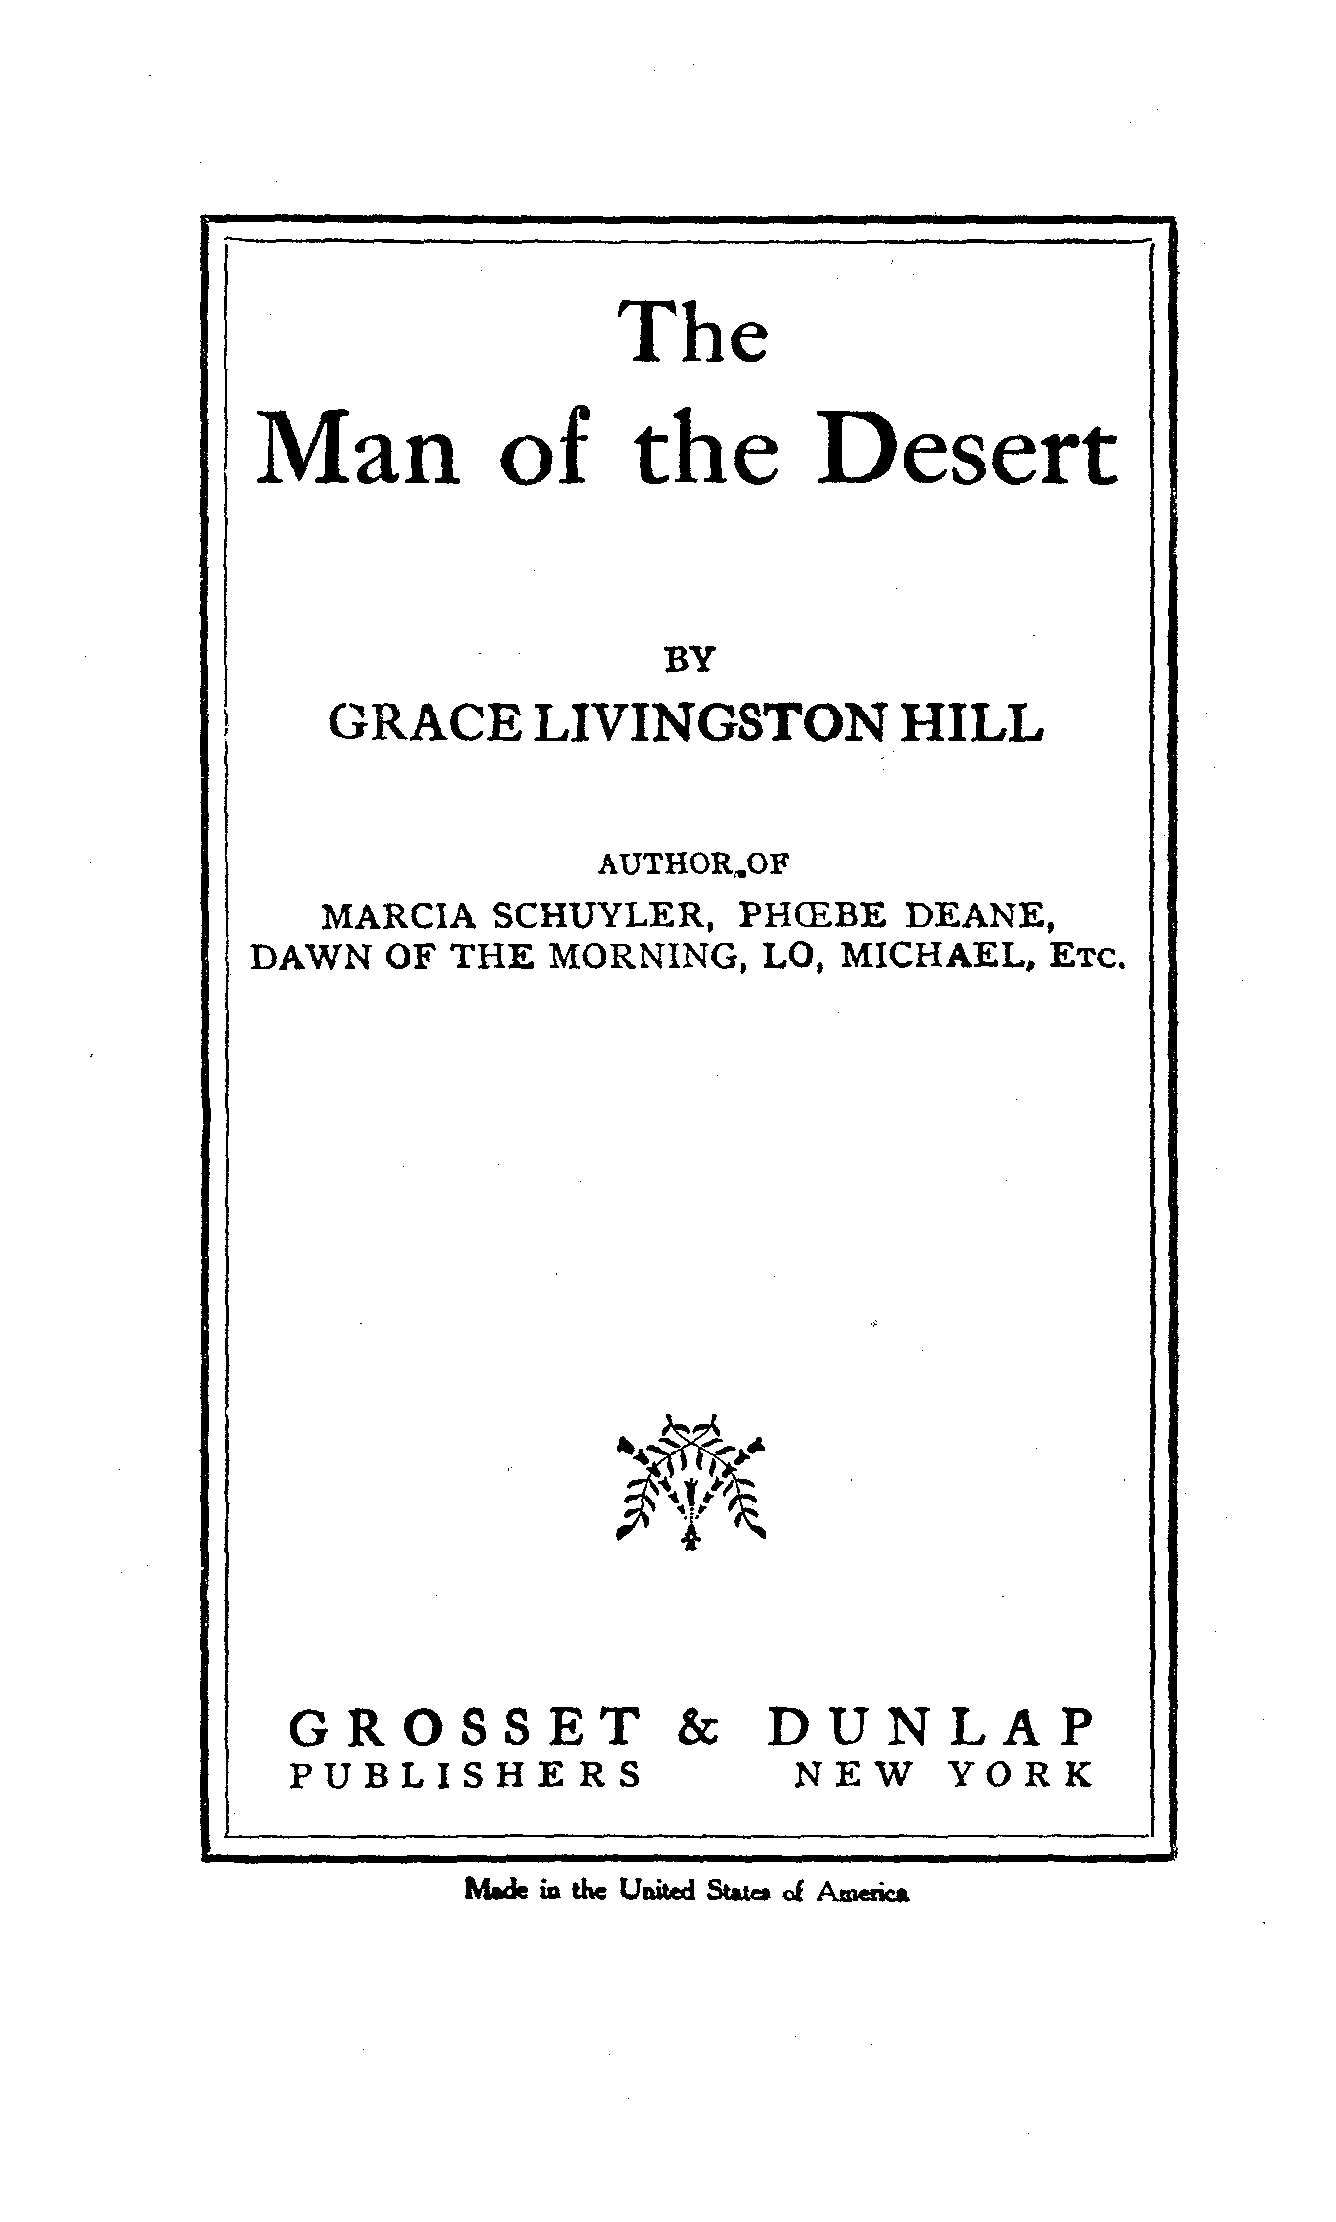 The
Man of the Desert
BY
GRACE LIVINGSTON HILL
AUTHOR OF
MARCIA SCHUYLER, PHŒBE DEANE,
DAWN OF THE MORNING, LO, MICHAEL, ETC.
GROSSET & DUNLAP
PUBLISHERS NEW YORK
Made in the United States of America